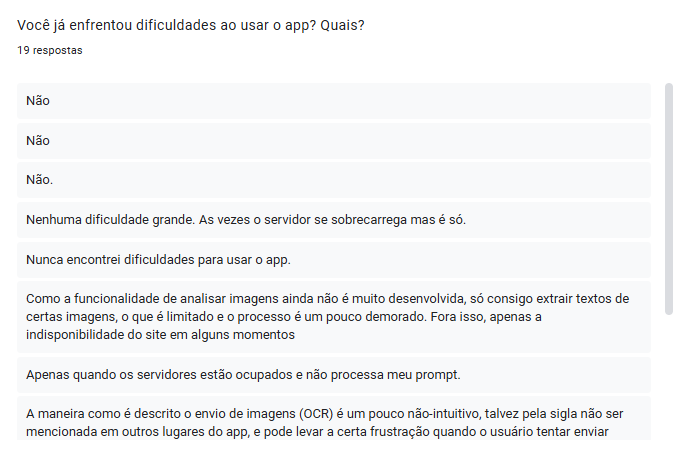 Você já enfrentou dificuldades ao usar o app? Quais?
19 respostas
Não
Não
Não.
Nenhuma dificuldade grande. As vezes o servidor se sobrecarrega mas é só.
Nunca encontrei dificuldades para usar o app.
Como a funcionalidade de analisar imagens ainda não é muito desenvolvida, só consigo extrair textos de
certas imagens, o que é limitado e o processo é um pouco demorado. Fora isso, apenas a
indisponibilidade do site em alguns momentos
Apenas quando os servidores estão ocupados e não processa meu prompt.
A maneira como é descrito o envio de imagens (OCR) é um pouco não-intuitivo, talvez pela sigla não ser
mencionada em outros lugares do app, e pode levar a certa frustração quando o usuário tentar enviar